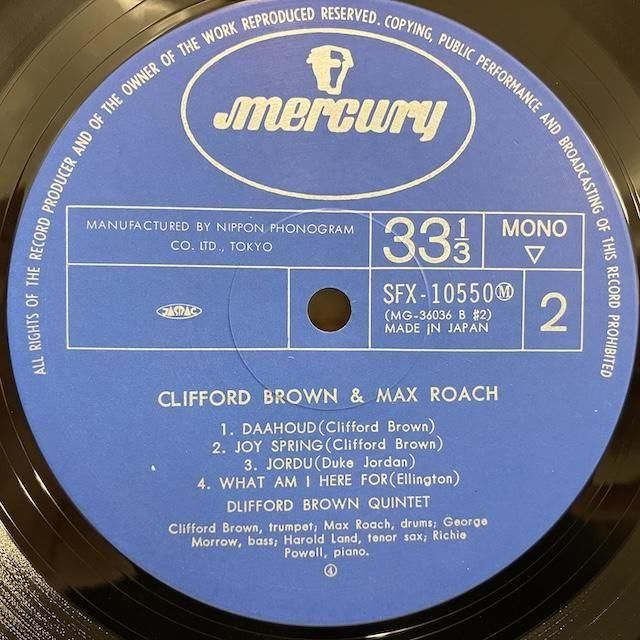 ALL RIGHTS OF THE RECORD PRODUCER AND OF THE OWNER OF THE WORK REPRODUCED RESERVED. COPYING, PUBLIC PERFORMANCE AND BROADCASTING OF THIS RECORD PROHIBITED
mercury
MANUFACTURED BY NIPPON PHONOGRAM
CO. LTD., TOKYO
33 1/3
MONO
▽
JASRAC
SFX-10550Ⓜ
(MG-36036 B #2)
MADE iN JAPAN
2
CLIFFORD BROWN & MAX ROACH
1. DAAHOUD(Clifford Brown)
2. JOY SPRING(Clifford Brown)
3. JORDU(Duke Jordan)
4. WHAT AM I HERE FOR(Ellington)
DLIFFORD BROWN QUINTET
Clifford Brown, trumpet; Max Roach, drums; George
Morrow, bass; Harold Land, tenor sax; Richie
Powell, piano.
④